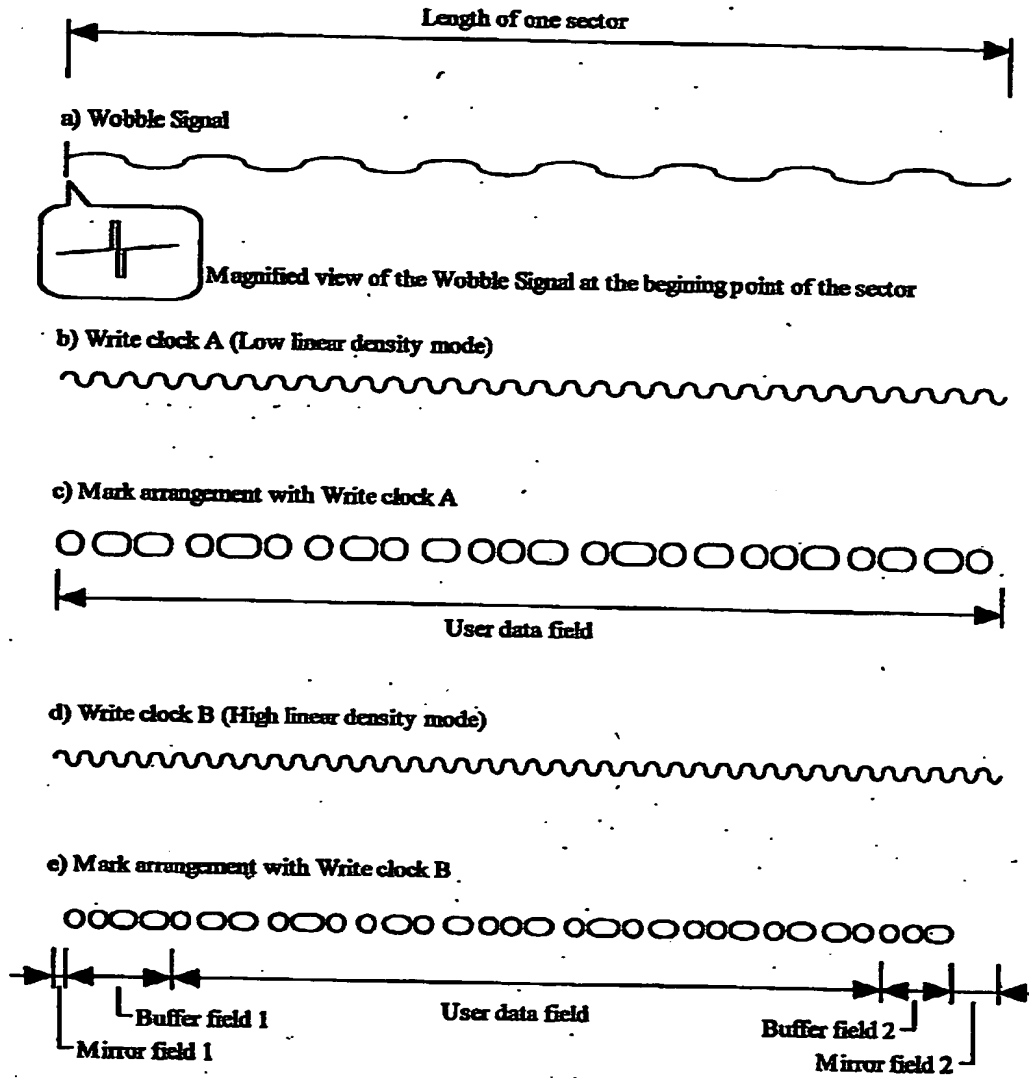 Length of one sector
a) Wobble Signal
Magnified view of the Wobble Signal at the begining point of the sector
b) Write clock A (Low linear density mode)
c) Mark arrangement with Write clock A
User data field
d) Write clock B (High linear density mode)
e) Mark arrangement with Write clock B
Buffer field 1
User data field
Buffer field 2
Mirror field 1
Mirror field 2